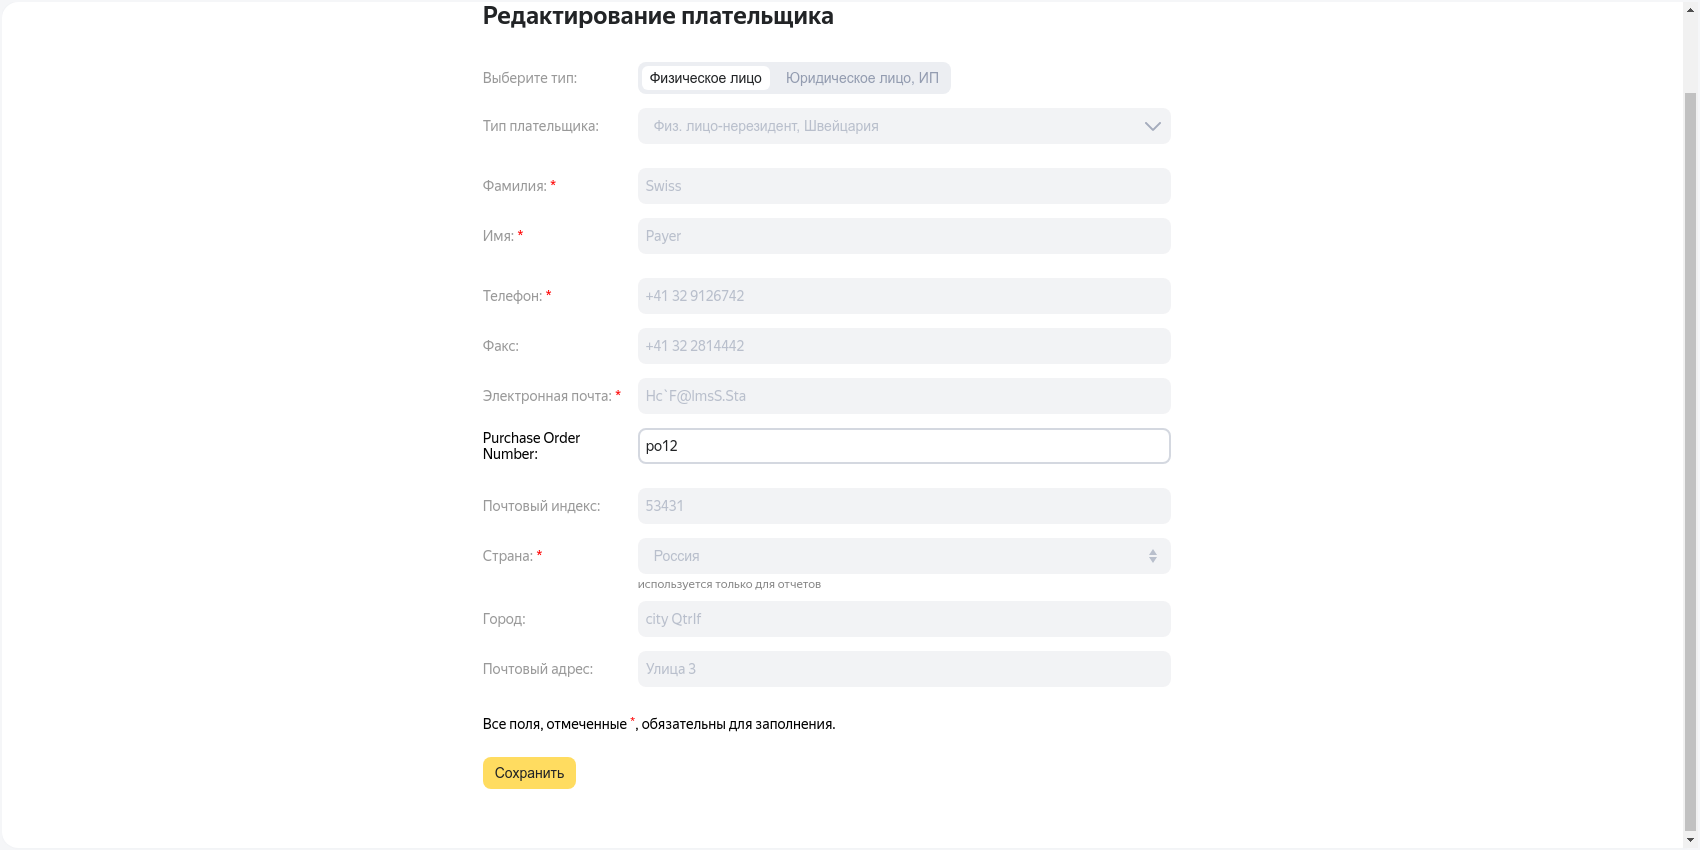 Редактирование плательщика
Выберите тип:
Физическое лицо
Юридическое лицо, ИП
Тип плательщика:
Физ. лицо-нерезидент, Швейцария
Фамилия: *
Swiss
Имя: *
Payer
Телефон: *
+41 32 9126742
Факс:
+41 32 2814442
Электронная почта: *
Hc`F@lmsS.Sta
Purchase Order
Number:
po12
Почтовый индекс:
53431
Страна: *
Россия
используется только для отчетов
Город:
city Qtrlf
Почтовый адрес:
Улица 3
Все поля, отмеченные *, обязательны для заполнения.
Сохранить